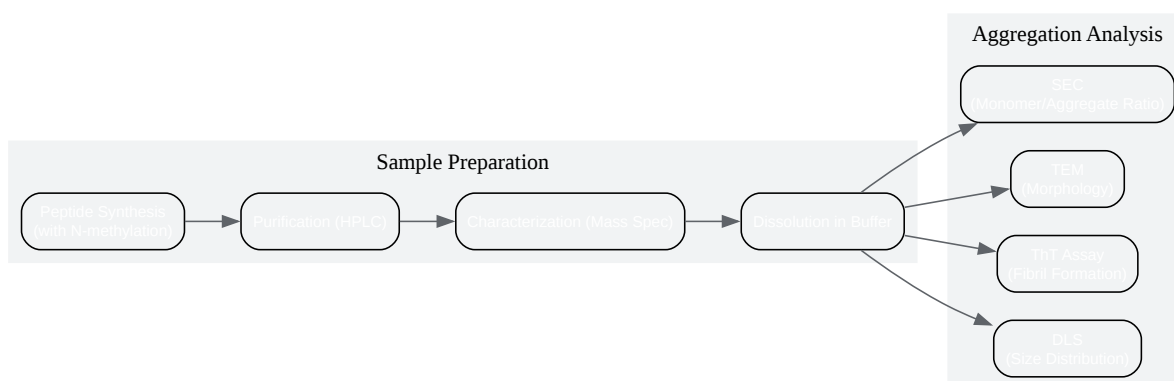 Sample Preparation
Peptide Synthesis
(with N-methylation)
Purification (HPLC)
Characterization (Mass Spec)
Dissolution in Buffer
Aggregation Analysis
SEC
(Monomer/Aggregate Ratio)
TEM
(Morphology)
ThT Assay
(Fibril Formation)
DLS
(Size Distribution)